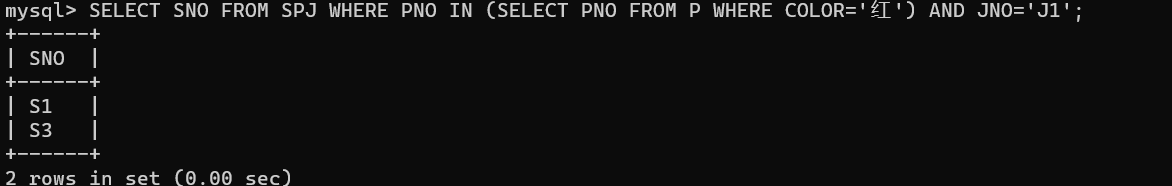 mysql> SELECT SNO FROM SPJ WHERE PNO IN (SELECT PNO FROM P WHERE COLOR='红') AND JNO='J1';
+------+
| SNO  |
+------+
| S1   |
| S3   |
+------+
2 rows in set (0.00 sec)